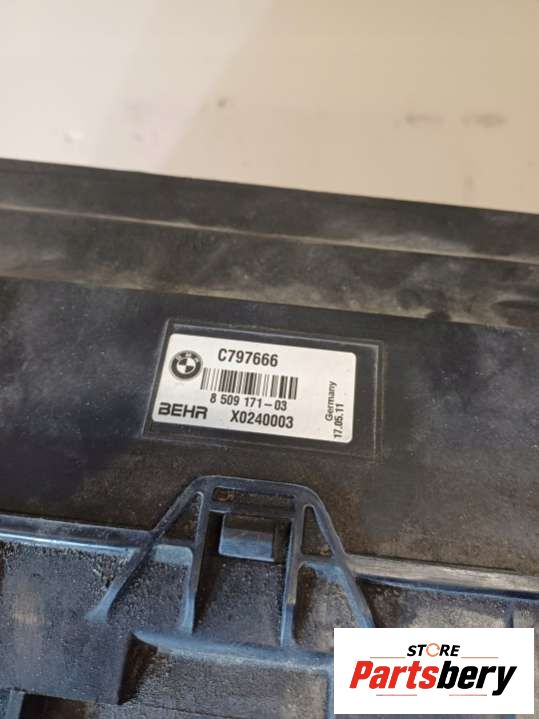 C797666
8 509 171-03
BEHR X0240003
Germany
17.05.11
STORE
Partsbery